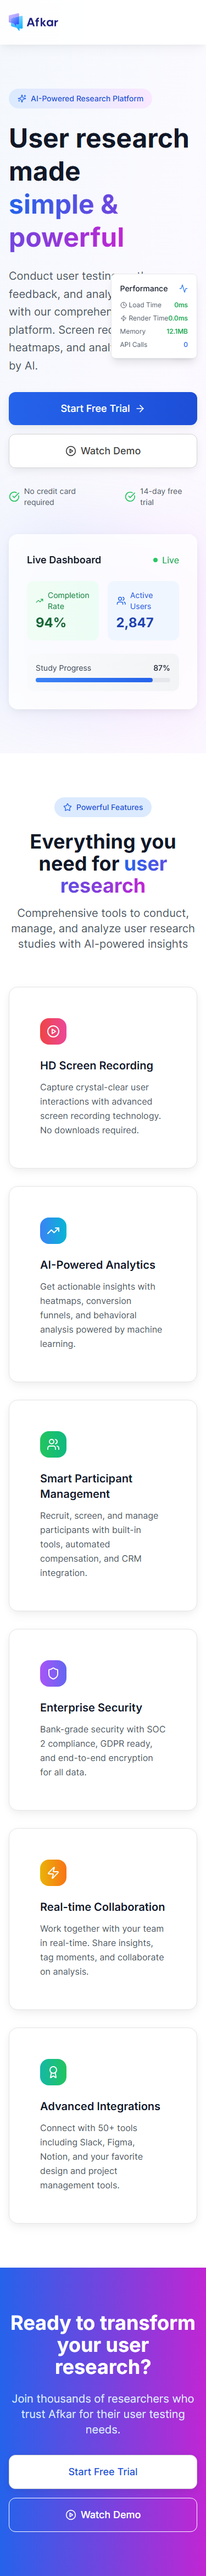 Afkar
AI-Powered Research Platform
User research
made
simple &
powerful
Conduct user testing
feedback, and analy
with our comprehen
platform. Screen rec
heatmaps, and anal
by AI.
Performance
Load Time 0ms
Render Time 0.0ms
Memory 12.1MB
API Calls 0
Start Free Trial
Watch Demo
No credit card
required
14-day free
trial
Live Dashboard
Live
Completion
Rate
94%
Active
Users
2,847
Study Progress 87%
Powerful Features
Everything you
need for user
research
Comprehensive tools to conduct,
manage, and analyze user research
studies with AI-powered insights
HD Screen Recording
Capture crystal-clear user
interactions with advanced
screen recording technology.
No downloads required.
AI-Powered Analytics
Get actionable insights with
heatmaps, conversion
funnels, and behavioral
analysis powered by machine
learning.
Smart Participant
Management
Recruit, screen, and manage
participants with built-in
tools, automated
compensation, and CRM
integration.
Enterprise Security
Bank-grade security with SOC
2 compliance, GDPR ready,
and end-to-end encryption
for all data.
Real-time Collaboration
Work together with your team
in real-time. Share insights,
tag moments, and collaborate
on analysis.
Advanced Integrations
Connect with 50+ tools
including Slack, Figma,
Notion, and your favorite
design and project
management tools.
Ready to transform
your user
research?
Join thousands of researchers who
trust Afkar for their user testing
needs.
Start Free Trial
Watch Demo